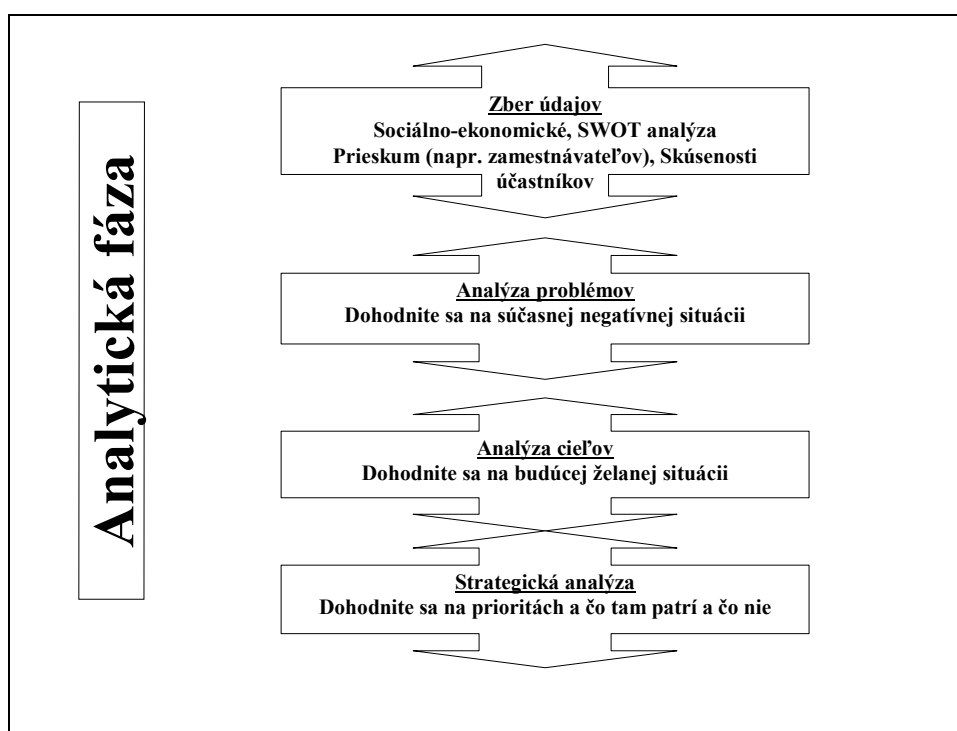 Analytická fáza
Zber údajov
Sociálno-ekonomické, SWOT analýza
Prieskum (napr. zamestnávateľov), Skúsenosti
účastníkov
Analýza problémov
Dohodnite sa na súčasnej negatívnej situácii
Analýza cieľov
Dohodnite sa na budúcej želanej situácii
Strategická analýza
Dohodnite sa na prioritách a čo tam patrí a čo nie